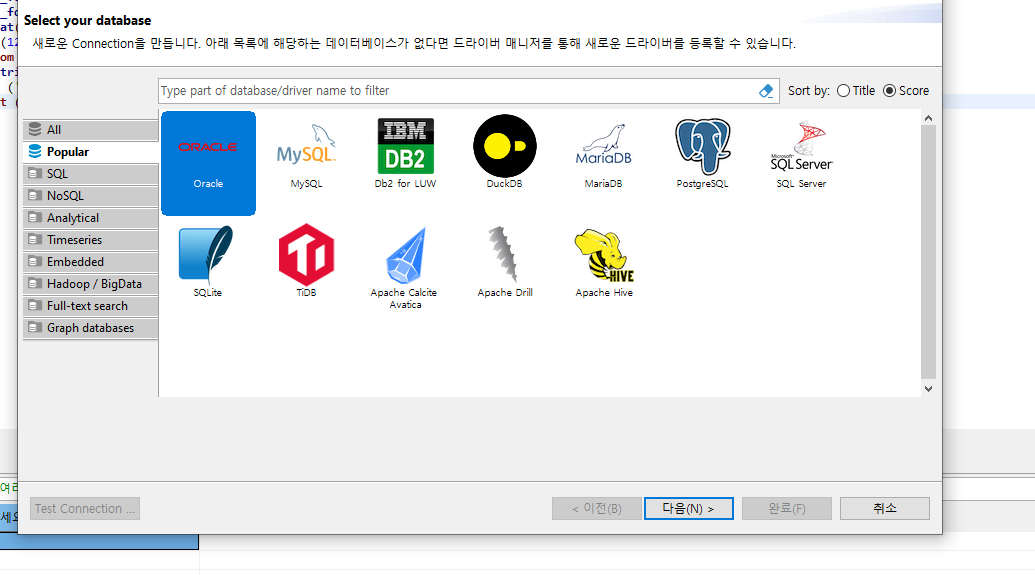 Select your database
새로운 Connection을 만듭니다. 아래 목록에 해당하는 데이터베이스가 없다면 드라이버 매니저를 통해 새로운 드라이버를 등록할 수 있습니다.
Type part of database/driver name to filter
Sort by: Title Score
All
Popular
SQL
NoSQL
Analytical
Timeseries
Embedded
Hadoop / BigData
Full-text search
Graph databases
ORACLE
Oracle
MySQL
MySQL
IBM
DB2
Db2 for LUW
DuckDB
MariaDB
MariaDB
PostgreSQL
Microsoft
SQL Server
SQL Server
SQLite
TiDB
Apache Calcite
Avatica
Apache Drill
HIVE
Apache Hive
Test Connection ...
< 이전(B)
다음(N) >
완료(F)
취소